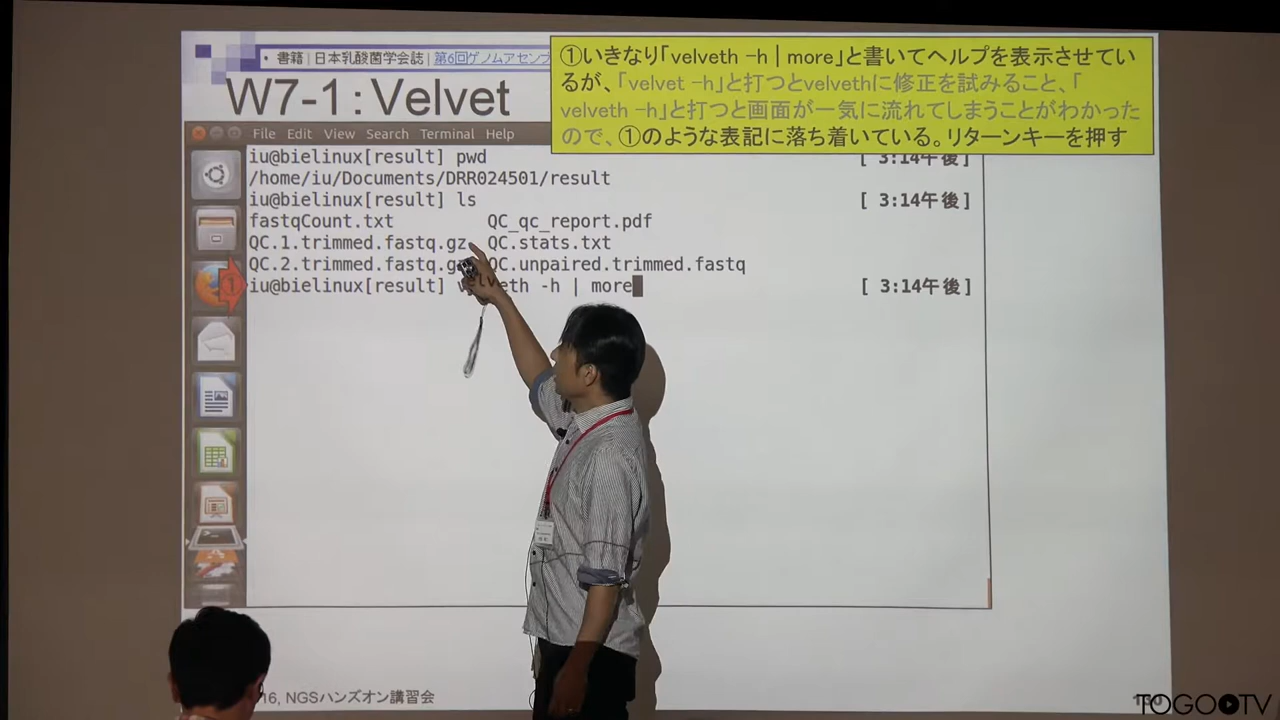 • 書籍 | 日本乳酸菌学会誌 | 第6回ゲノムアセンブ
W7-1：Velvet
①いきなり「velveth -h | more」と書いてヘルプを表示させてい
るが、「velvet -h」と打つとvelvethに修正を試みること、「
velveth -h」と打つと画面が一気に流れてしまうことがわかった
ので、①のような表記に落ち着いている。リターンキーを押す
File Edit View Search Terminal Help
iu@bielinux[result] pwd [ 3:14午後]
/home/iu/Documents/DRR024501/result
iu@bielinux[result] ls [ 3:14午後]
fastqCount.txt QC_qc_report.pdf
QC.1.trimmed.fastq.gz QC.stats.txt
QC.2.trimmed.fastq.gz QC.unpaired.trimmed.fastq
① iu@bielinux[result] velveth -h | more [ 3:14午後]
16, NGSハンズオン講習会
TOGOTV